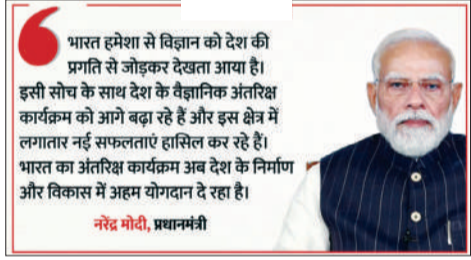 भारत हमेशा से विज्ञान को देश की
प्रगति से जोड़कर देखता आया है।
इसी सोच के साथ देश के वैज्ञानिक अंतरिक्ष
कार्यक्रम को आगे बढ़ा रहे हैं और इस क्षेत्र में
लगातार नई सफलताएं हासिल कर रहे हैं।
भारत का अंतरिक्ष कार्यक्रम अब देश के निर्माण
और विकास में अहम योगदान दे रहा है।
नरेंद्र मोदी, प्रधानमंत्री